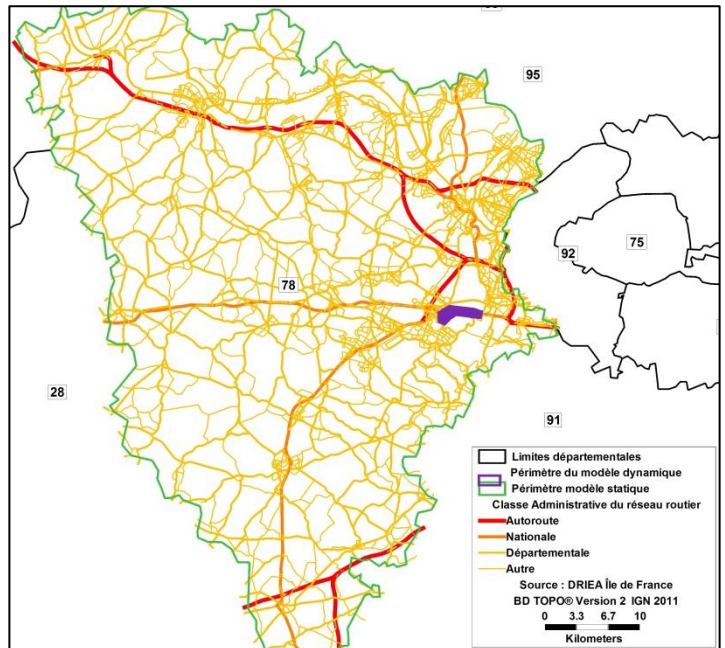 95
92
75
78
28
91
Limites départementales
Périmètre du modèle dynamique
Périmètre modèle statique
Classe Administrative du réseau routier
Autoroute
Nationale
Départementale
Autre
Source : DRIEA Île de France
BD TOPO® Version 2 IGN 2011
0 3.3 6.7 10
Kilometers